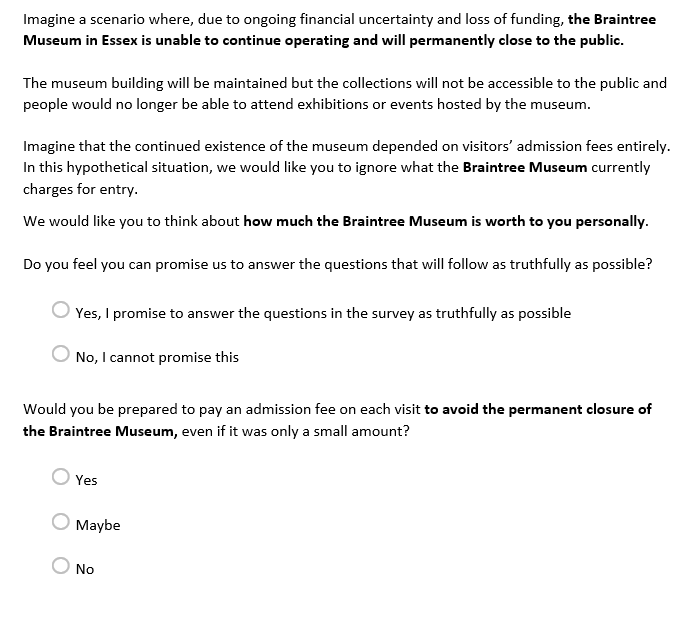 Imagine a scenario where, due to ongoing financial uncertainty and loss of funding, the Braintree
Museum in Essex is unable to continue operating and will permanently close to the public.
The museum building will be maintained but the collections will not be accessible to the public and
people would no longer be able to attend exhibitions or events hosted by the museum.
Imagine that the continued existence of the museum depended on visitors’ admission fees entirely.
In this hypothetical situation, we would like you to ignore what the Braintree Museum currently
charges for entry.
We would like you to think about how much the Braintree Museum is worth to you personally.
Do you feel you can promise us to answer the questions that will follow as truthfully as possible?
Yes, I promise to answer the questions in the survey as truthfully as possible
No, I cannot promise this
Would you be prepared to pay an admission fee on each visit to avoid the permanent closure of
the Braintree Museum, even if it was only a small amount?
Yes
Maybe
No